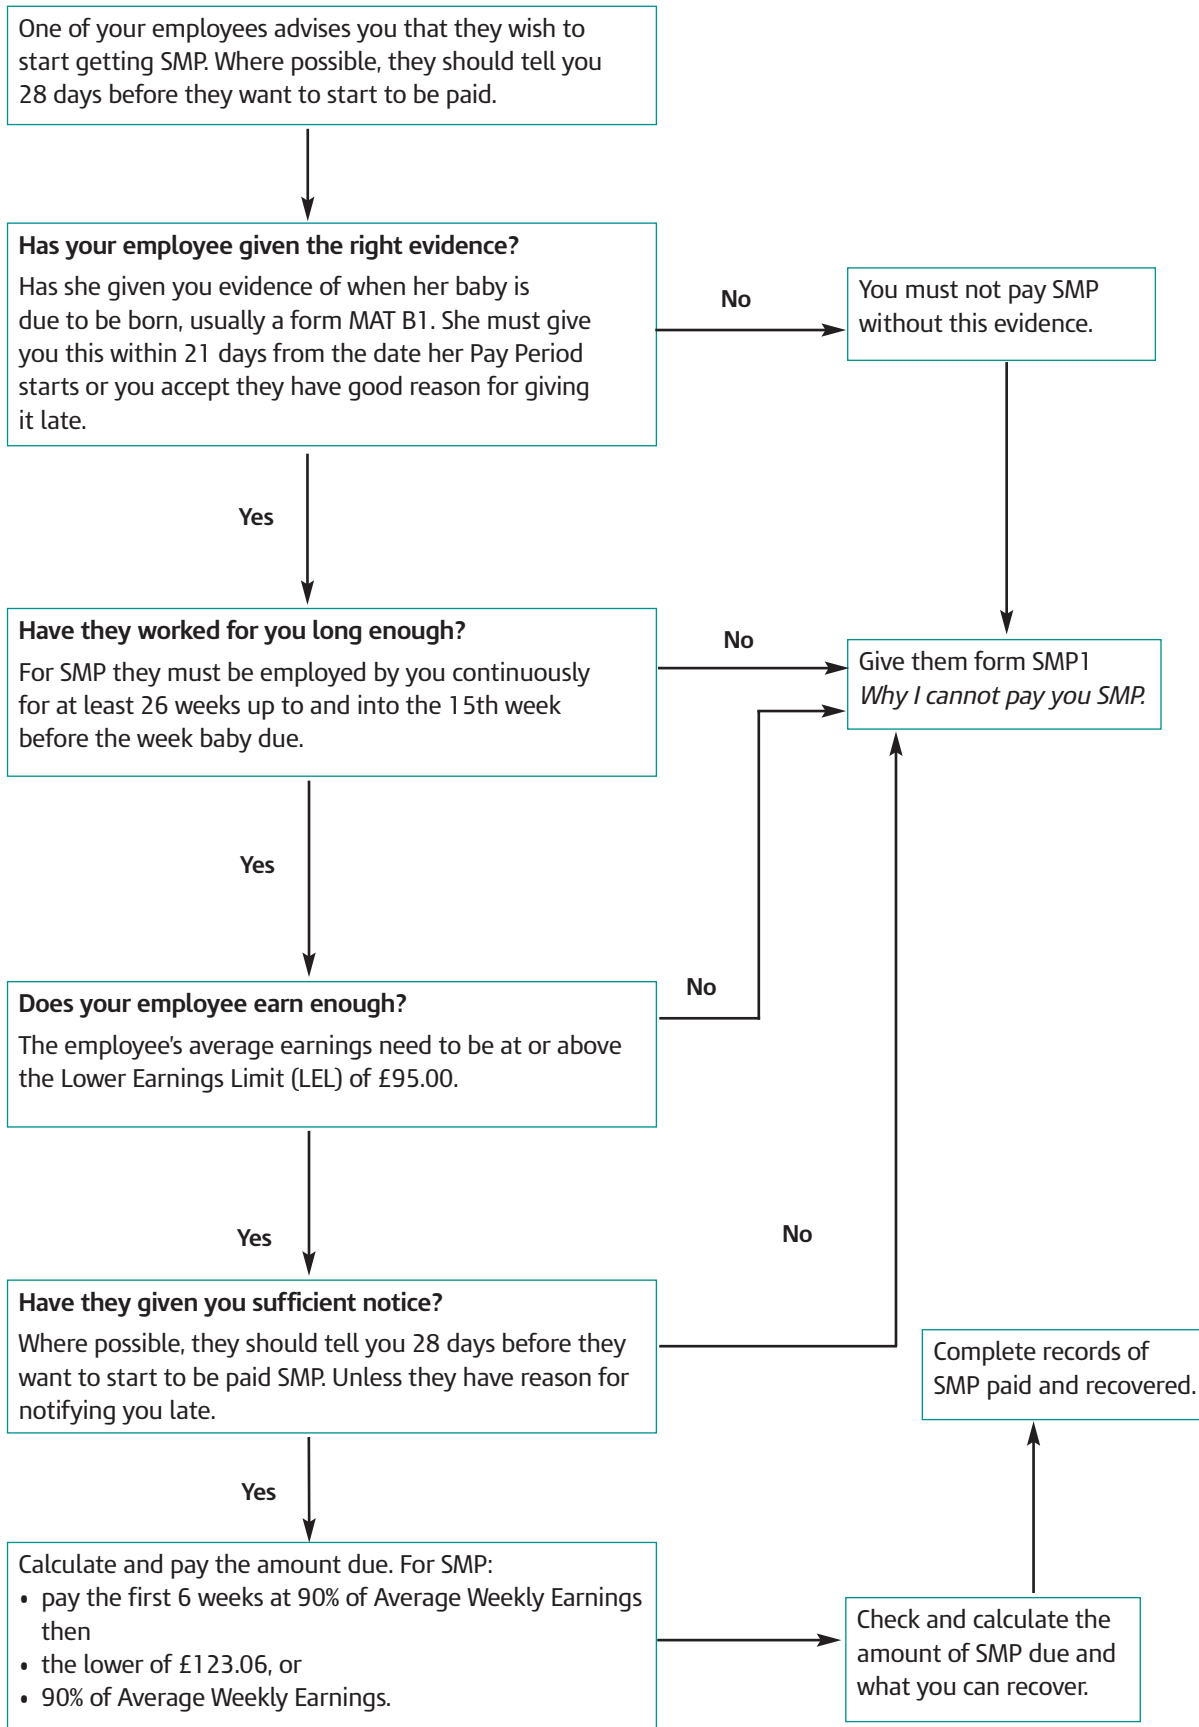 One of your employees advises you that they wish to
start getting SMP. Where possible, they should tell you
28 days before they want to start to be paid.
Has your employee given the right evidence?
Has she given you evidence of when her baby is
due to be born, usually a form MAT B1. She must give
you this within 21 days from the date her Pay Period
starts or you accept they have good reason for giving
it late.
No
You must not pay SMP
without this evidence.
Yes
Have they worked for you long enough?
For SMP they must be employed by you continuously
for at least 26 weeks up to and into the 15th week
before the week baby due.
No
Give them form SMP1
Why I cannot pay you SMP.
Yes
Does your employee earn enough?
The employee's average earnings need to be at or above
the Lower Earnings Limit (LEL) of £95.00.
No
Yes
No
Have they given you sufficient notice?
Where possible, they should tell you 28 days before they
want to start to be paid SMP. Unless they have reason for
notifying you late.
Yes
Calculate and pay the amount due. For SMP:
• pay the first 6 weeks at 90% of Average Weekly Earnings
then
• the lower of £123.06, or
• 90% of Average Weekly Earnings.
Check and calculate the
amount of SMP due and
what you can recover.
Complete records of
SMP paid and recovered.